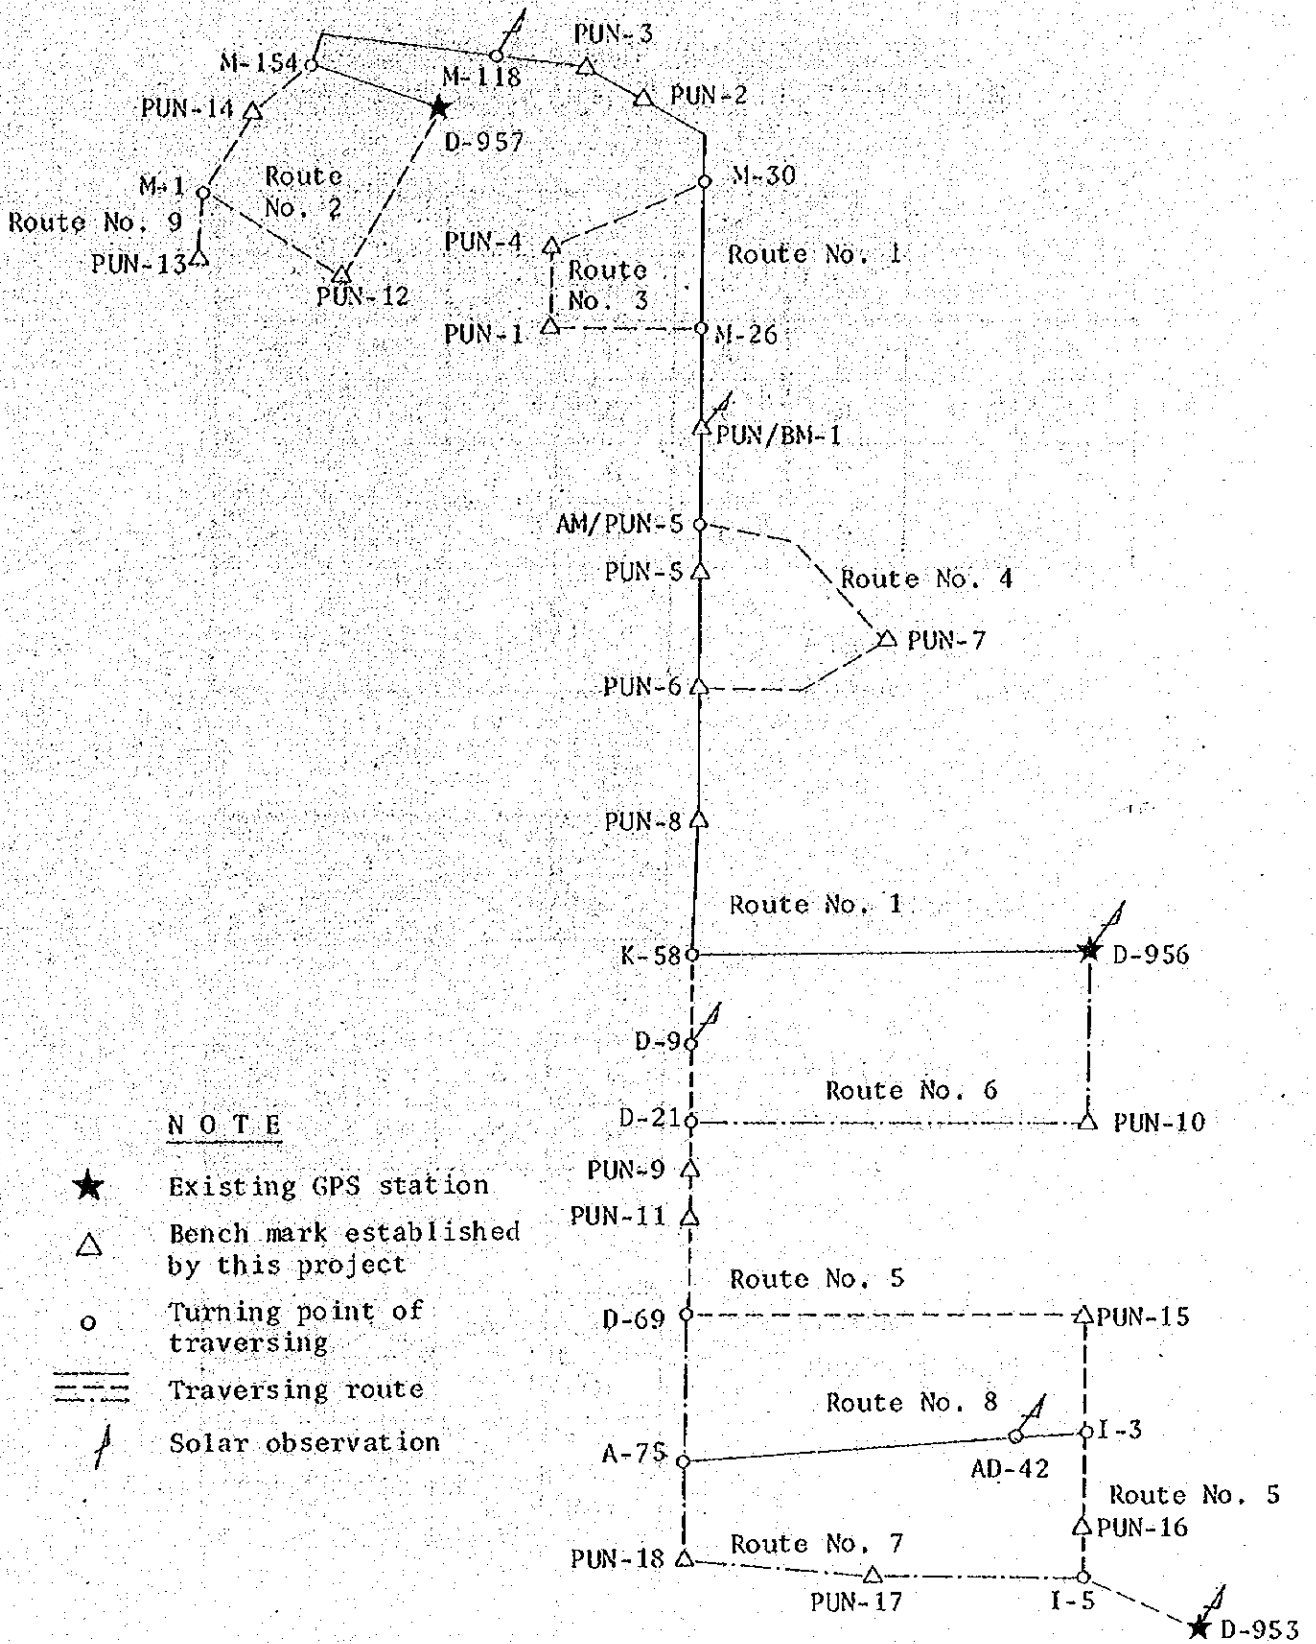 PUN-3
M-154
M-118
PUN-2
PUN-14
D-957
M-1
Route
No. 2
M-30
Route No. 9
PUN-4
Route No. 1
PUN-13
Route
No. 3
PUN-12
PUN-1
M-26
PUN/BM-1
AM/PUN-5
PUN-5
Route No. 4
PUN-7
PUN-6
PUN-8
Route No. 1
K-58
D-956
D-9
Route No. 6
D-21
PUN-10
PUN-9
PUN-11
Route No. 5
D-69
PUN-15
Route No. 8
I-3
A-75
AD-42
Route No. 5
PUN-16
PUN-18
Route No. 7
PUN-17
I-5
D-953
N O T E
Existing GPS station
Bench mark established
by this project
Turning point of
traversing
Traversing route
Solar observation